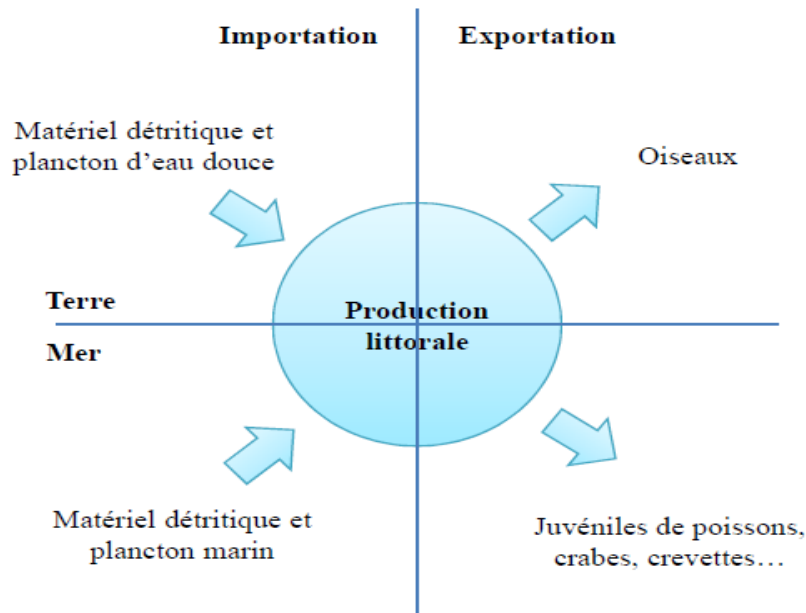 Importation
Exportation
Matériel détritique et
plancton d’eau douce
Oiseaux
Terre
Production
littorale
Mer
Matériel détritique et
plancton marin
Juvéniles de poissons,
crabes, crevettes…